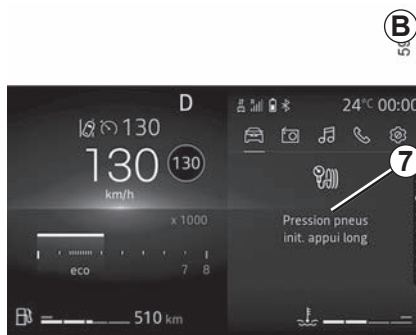 B
59
D
24°C 00:00
130
130
130
7
km/h
x 1000
Pression pneus
init. appui long
eco
7 8
510 km